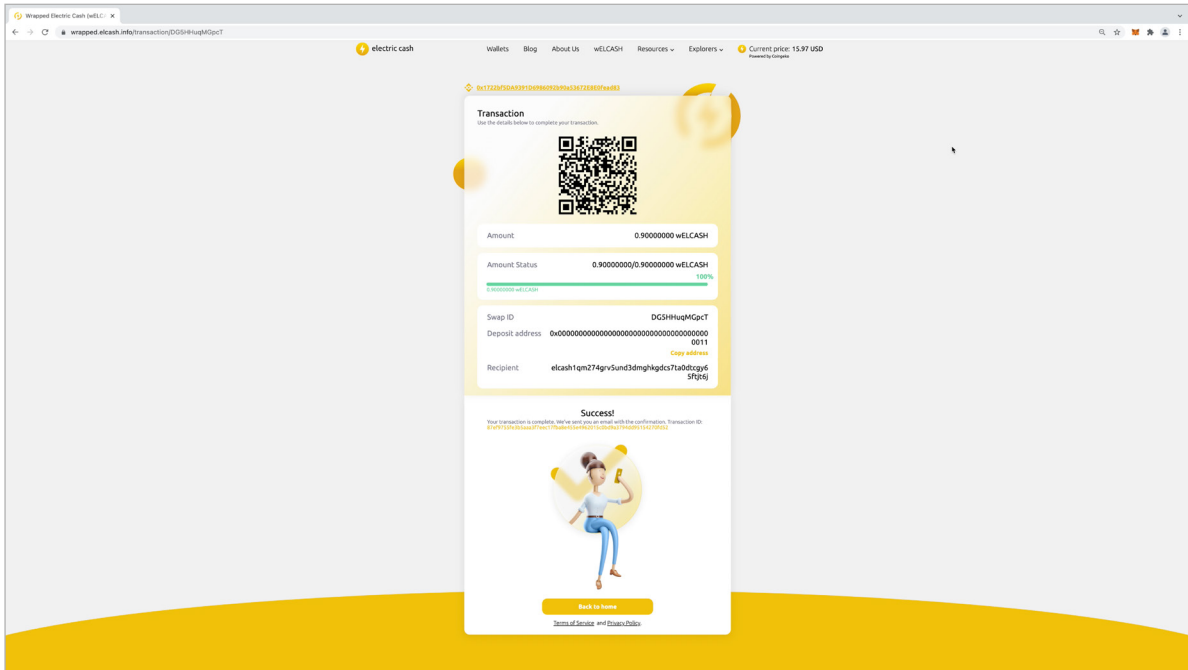 Wrapped Electric Cash (wELC/
wrapped.elcash.info/transaction/DG5HHuqMGpcT
electric cash
Wallets
Blog
About Us
wELCASH
Resources
Explorers
Current price: 15.97 USD
Powered by Coingeko
Transaction
Use the details below to complete your transaction.
Amount
0.90000000 wELCASH
Amount Status
0.90000000/0.90000000 wELCASH
100%
0.90000000 wELCASH
Swap ID
DG5HHuqMGpcT
Deposit address
0x000000000000000000000000000000000000
0011
Copy address
Recipient
elcash1qm274grv5und3dmghkgdcs7ta0dtcgy6
5ftjt6j
Success!
Your transaction is complete. We've sent you an email with the confirmation. Transaction ID:
Back to home
Terms of Service and Privacy Policy.